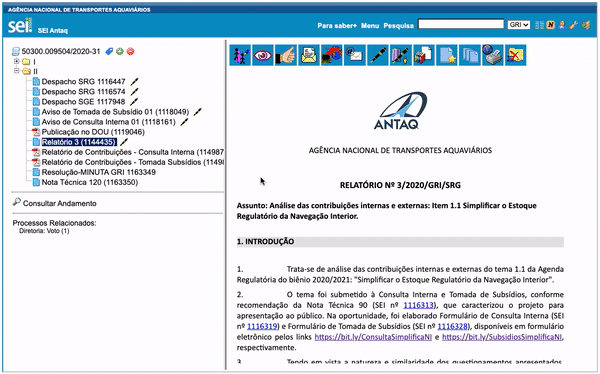 AGÊNCIA NACIONAL DE TRANSPORTES AQUAVIÁRIOS
sei!
SEI Antaq
Para saber+ Menu Pesquisa
GRI
50300.009504/2020-31
I
II
Despacho SRG 1116447
Despacho SRG 1116574
Despacho SGE 1117948
Aviso de Tomada de Subsídio 01 (1118049)
Aviso de Consulta Interna 01 (1118161)
Publicação no DOU (1119046)
Relatório 3 (1144435)
Relatório de Contribuições - Consulta Interna (114987
Relatório de Contribuições - Tomada Subsídios (11498
Resolução-MINUTA GRI 1163349
Nota Técnica 120 (1163350)
Consultar Andamento
Processos Relacionados:
Diretoria: Voto (1)
ANTAQ
AGÊNCIA NACIONAL DE TRANSPORTES AQUAVIÁRIOS
RELATÓRIO Nº 3/2020/GRI/SRG
Assunto: Análise das contribuições internas e externas: Item 1.1 Simplificar o Estoque
Regulatório da Navegação Interior.
1. INTRODUÇÃO
1. Trata-se de análise das contribuições internas e externas do tema 1.1 da Agenda
Regulatória do biênio 2020/2021: "Simplificar o Estoque Regulatório da Navegação Interior".
2. O tema foi submetido à Consulta Interna e Tomada de Subsídios, conforme
recomendação da Nota Técnica 90 (SEI nº 1116313), que caracterizou o projeto para
apresentação ao público. Na oportunidade, foi elaborado Formulário de Consulta Interna (SEI
nº 1116319) e Formulário de Tomada de Subsídios (SEI nº 1116328), disponíveis em formulário
eletrônico pelos links https://bit.ly/ConsultaSimplificaNI e https://bit.ly/SubsidiosSimplificaNI,
respectivamente.
3. Tendo em vista a natureza e similaridade dos questionamentos apresentados,